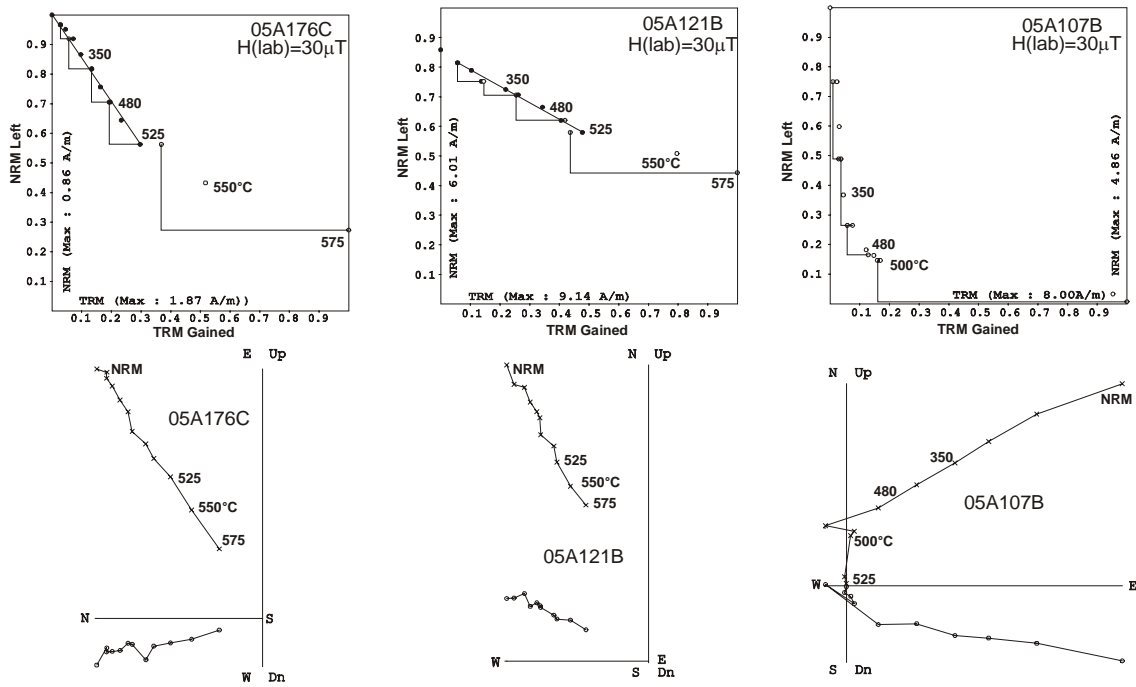 05A176C
H(lab)=30µT
0.9
0.8
0.7
0.6
0.5
0.4
0.3
0.2
0.1
NRM Left
NRM (Max : 0.86 A/m)
350
480
525
550°C
575
TRM (Max : 1.87 A/m))
0.1 0.2 0.3 0.4 0.5 0.6 0.7 0.8 0.9
TRM Gained
05A121B
H(lab)=30µT
0.9
0.8
0.7
0.6
0.5
0.4
0.3
0.2
0.1
NRM Left
NRM (Max : 6.01 A/m)
350
480
525
550°C
575
TRM (Max : 9.14 A/m)
0.1 0.2 0.3 0.4 0.5 0.6 0.7 0.8 0.9
TRM Gained
05A107B
H(lab)=30µT
0.9
0.8
0.7
0.6
0.5
0.4
0.3
0.2
0.1
NRM Left
NRM (Max : 4.86 A/m)
350
480
500°C
TRM (Max : 8.00A/m)
0.1 0.2 0.3 0.4 0.5 0.6 0.7 0.8 0.9
TRM Gained
E Up
NRM
05A176C
525
550°C
575
N S
W Dn
N Up
NRM
525
550°C
575
05A121B
W E
S Dn
N Up
NRM
350
480
05A107B
500°C
525
W E
S Dn